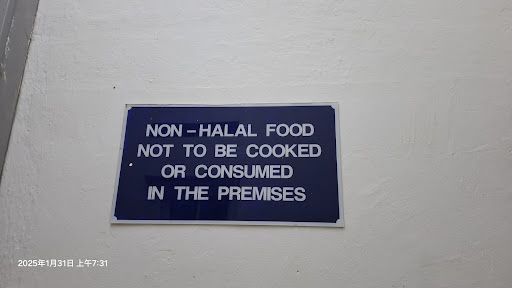 NON – HALAL FOOD
NOT TO BE COOKED
OR CONSUMED
IN THE PREMISES
2025年1月31日 上午7:31